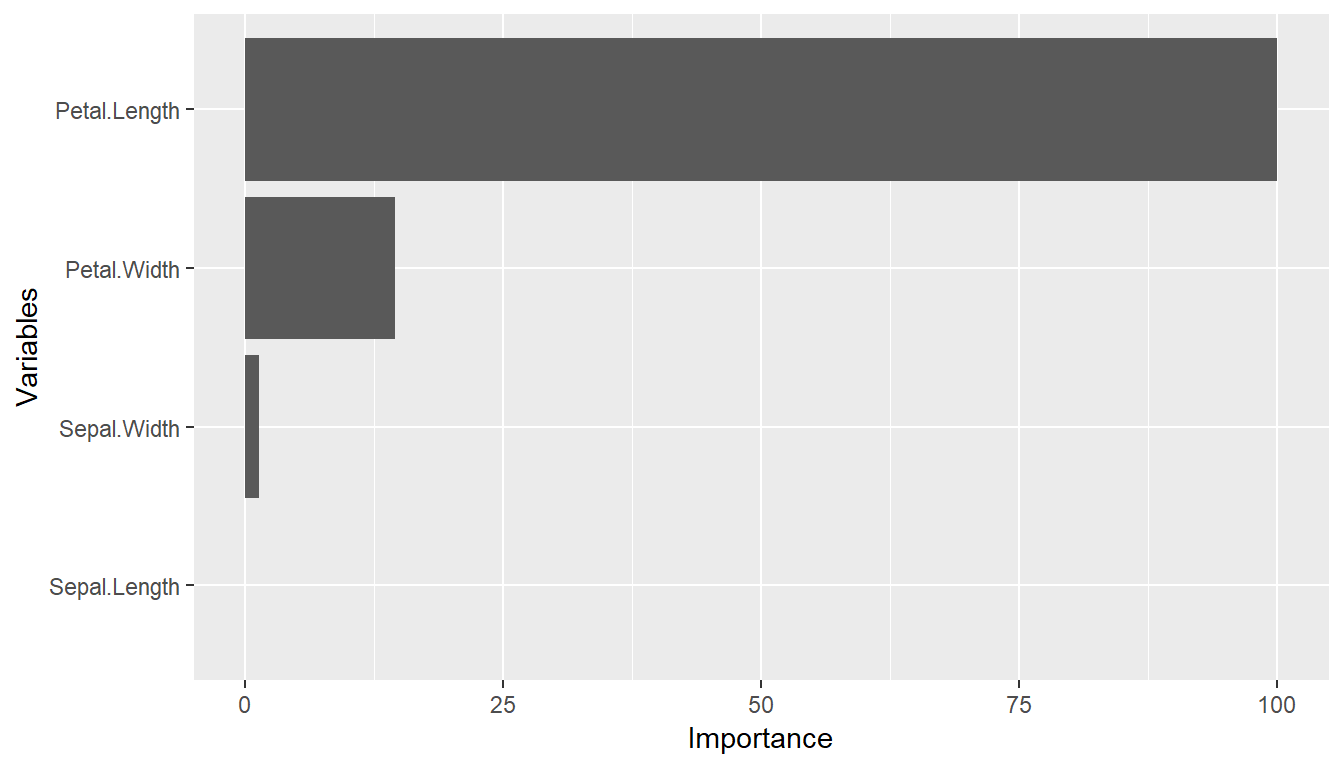 Petal.Length
Petal.Width
Sepal.Width
Sepal.Length
Variables
0 25 50 75 100
Importance